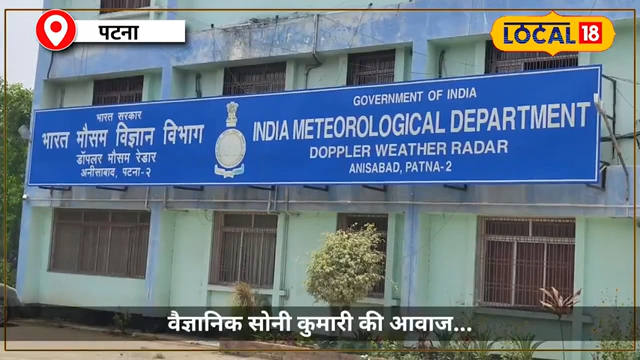 पटना
LOCAL 18
भारत सरकार
भारत मौसम विज्ञान विभाग
डॉपलर मौसम रेडार
अनीसाबाद, पटना-२
GOVERNMENT OF INDIA
INDIA METEOROLOGICAL DEPARTMENT
DOPPLER WEATHER RADAR
ANISABAD, PATNA-2
वैज्ञानिक सोनी कुमारी की आवाज...